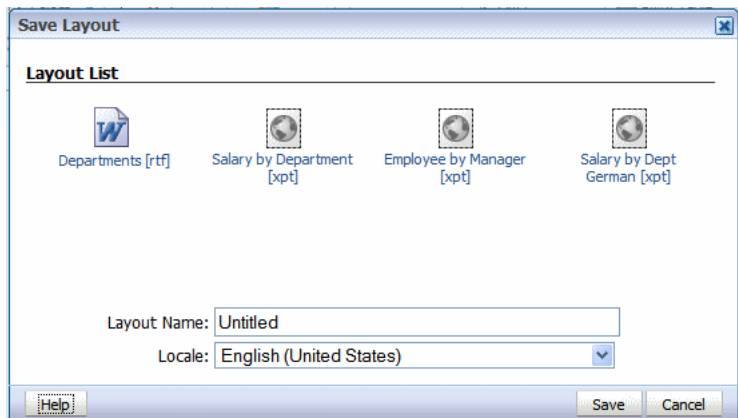 Save Layout
Layout List
Departments [rtf]
Salary by Department
[xpt]
Employee by Manager
[xpt]
Salary by Dept
German [xpt]
Layout Name: Untitled
Locale: English (United States)
Help Save Cancel